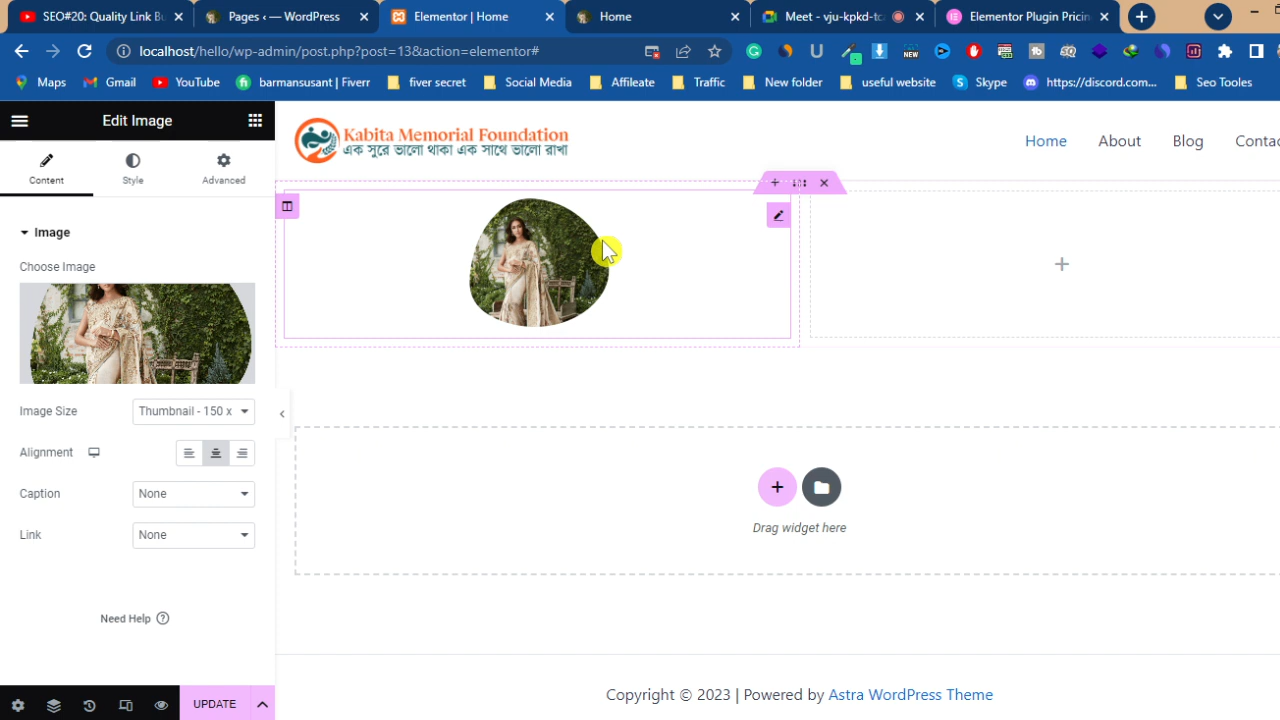 SEO#20: Quality Link Bu
Pages ‹ — WordPress
Elementor | Home
Home
Meet - vju-kpkd-tca
Elementor Plugin Pricin
localhost/hello/wp-admin/post.php?post=13&action=elementor#
NEW
Maps
Gmail
YouTube
barmansusant | Fiverr
fiver secret
Social Media
Affileate
Traffic
New folder
useful website
Skype
https://discord.com...
Seo Tooles
Edit Image
Content
Style
Advanced
Image
Choose Image
Image Size
Thumbnail - 150 x
Alignment
Caption
None
Link
None
Need Help
UPDATE
Kabita Memorial Foundation
এক সুরে ভালো থাকা এক সাথে ভালো রাখা
Home
About
Blog
Contac
Drag widget here
Copyright © 2023 | Powered by Astra WordPress Theme